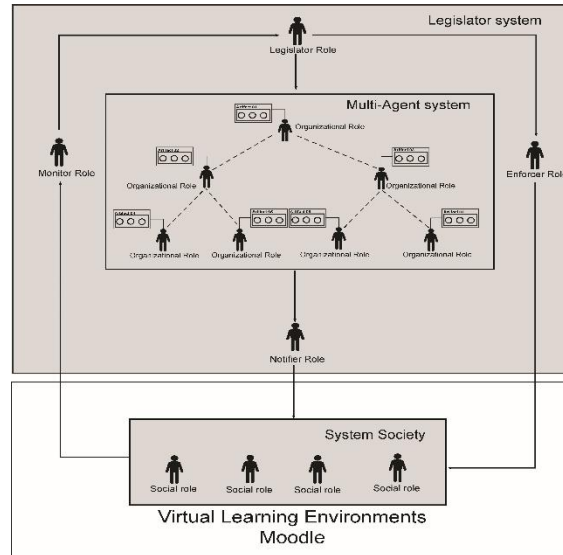 Legislator system
Legislator Role
Multi-Agent system
Organizational Role
Monitor Role
Organizational Role
Organizational Role
Enforcer Role
Organizational Role
Organizational Role
Organizational Role
Organizational Role
Notifier Role
System Society
Social role
Social role
Social role
Social role
Virtual Learning Environments
Moodle